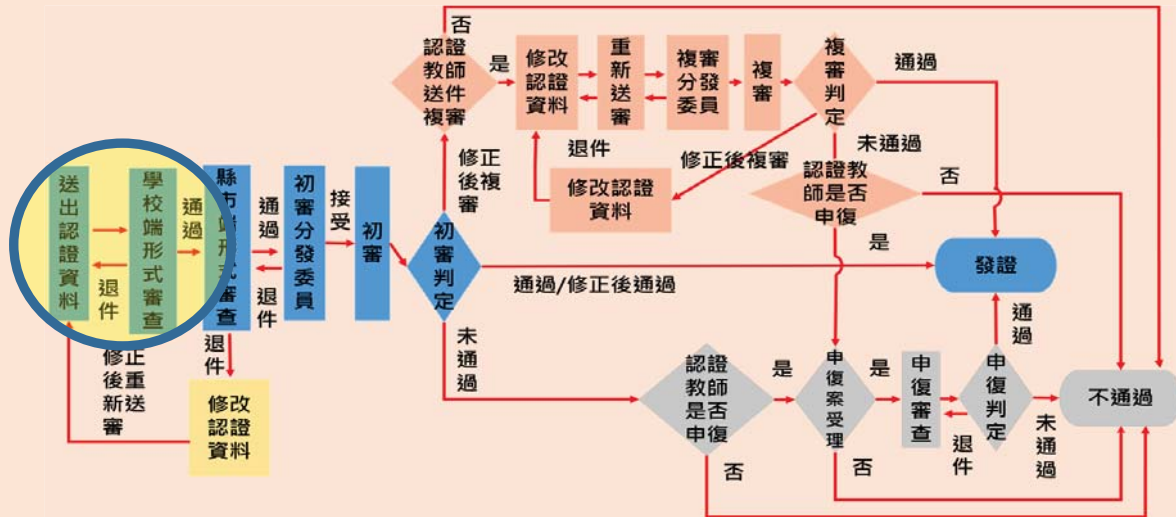 否
認證
教師
送件
複審
是
修改
認證
資料
重新送審
複審
分發
委員
複審
複審判定
通過
未通過
退件
修正後複審
修改認證
資料
認證教
師是否
申復
否
是
修正
後複
審
送出認證資料
退件
學校端形式審查
通過
縣市端形式審查
通過
退件
初審分發委員
接受
初審
初審判定
通過/修正後通過
發證
未
通
過
通過
退件
修正
後重
新送
審
修改
認證
資料
認證
教師
是否
申復
是
申復案受理
是
申復審查
退件
申復判定
未通過
不通過
否
否